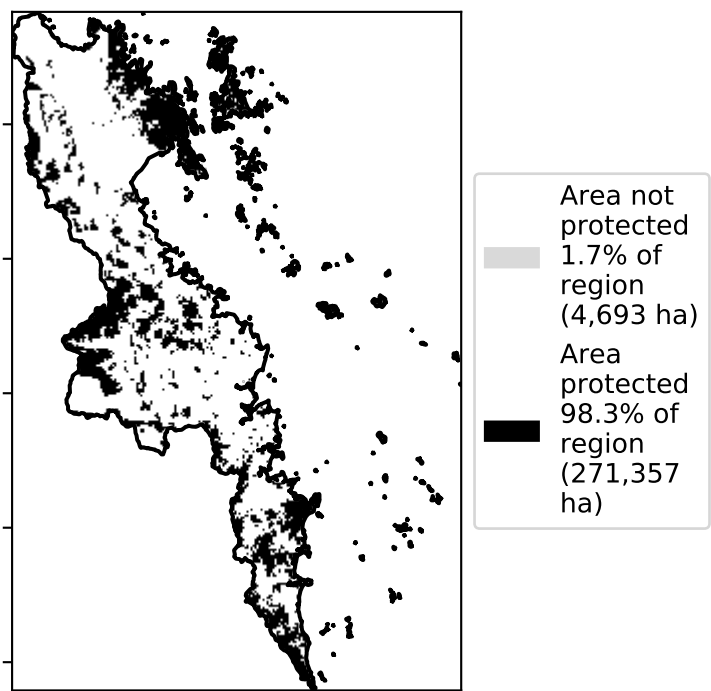 Area not
protected
1.7% of
region
(4,693 ha)
Area
protected
98.3% of
region
(271,357
ha)